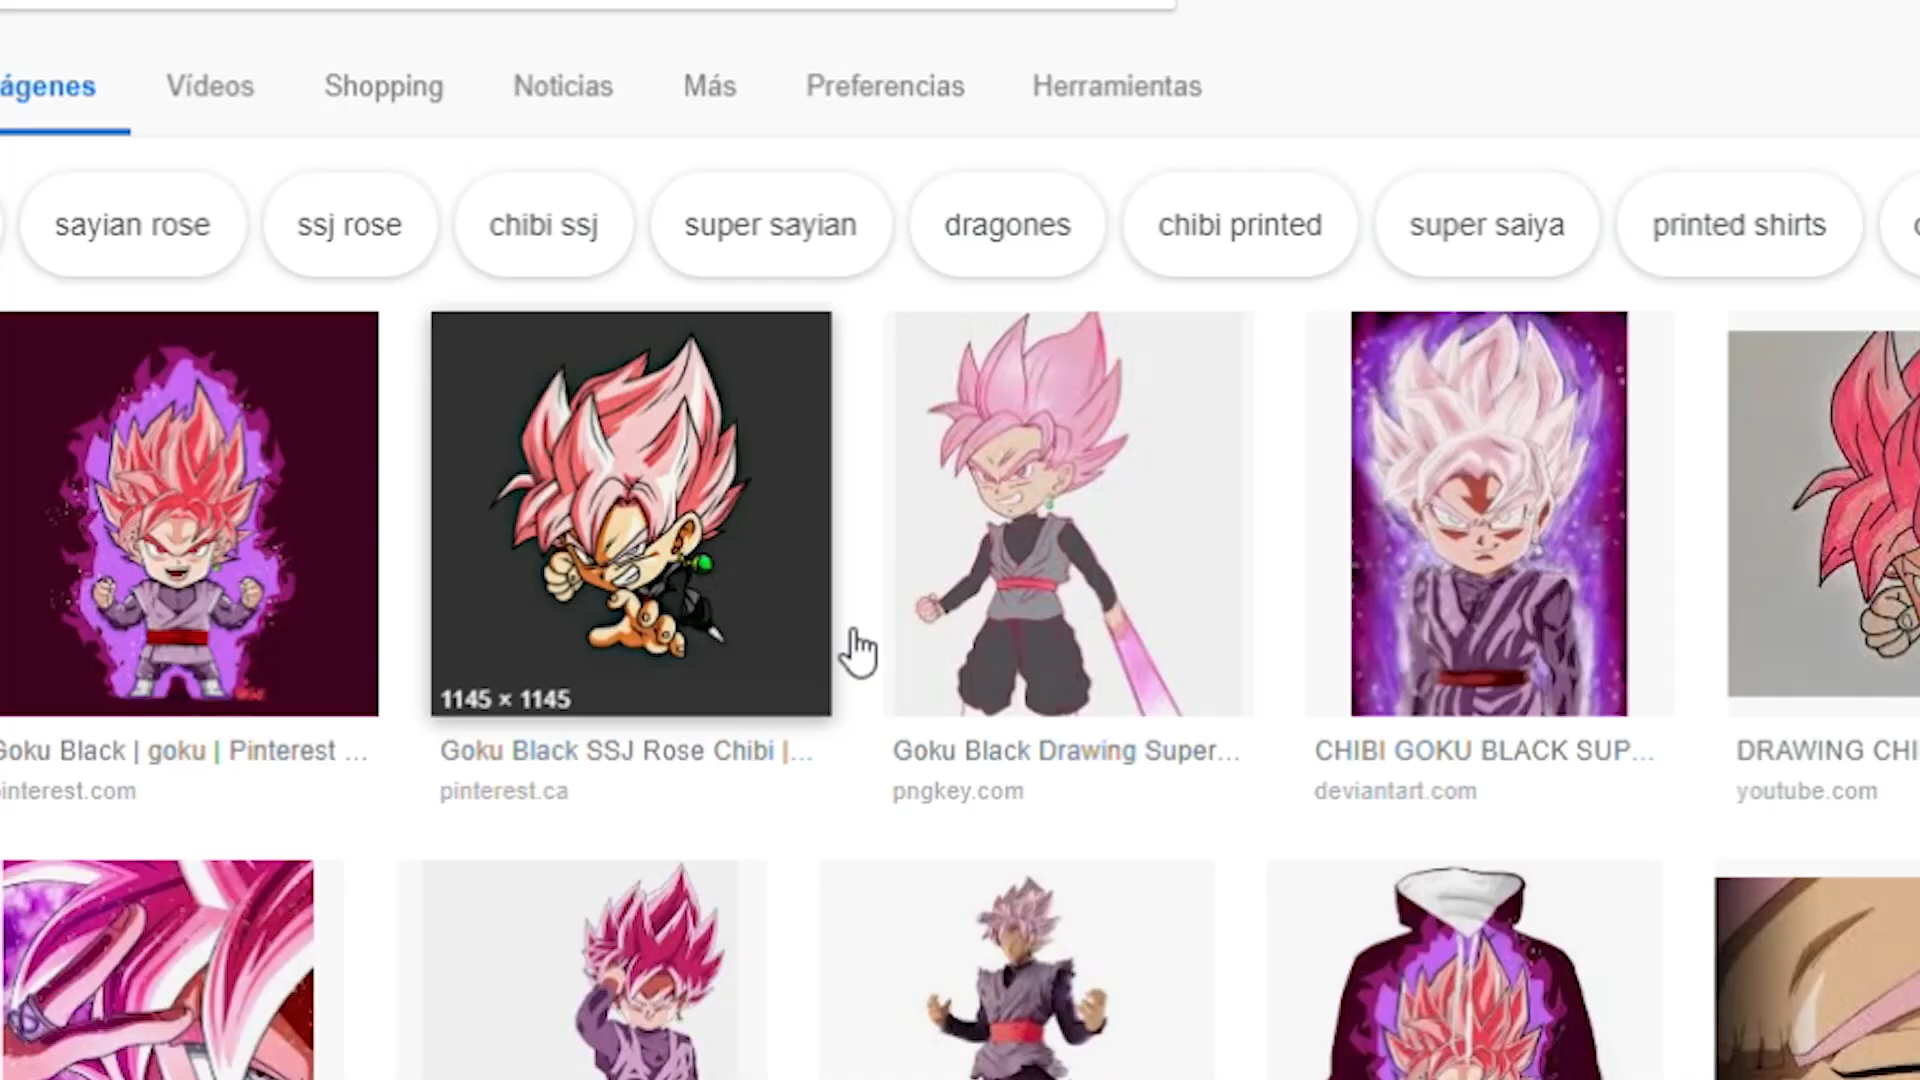 ágenes Vídeos Shopping Noticias Más Preferencias Herramientas
sayian rose ssj rose chibi ssj super sayian dragones chibi printed super saiya printed shirts
1145 × 1145
Goku Black | goku | Pinterest ... Goku Black SSJ Rose Chibi |... Goku Black Drawing Super... CHIBI GOKU BLACK SUP... DRAWING CHI
interest.com pinterest.ca pngkey.com deviantart.com youtube.com